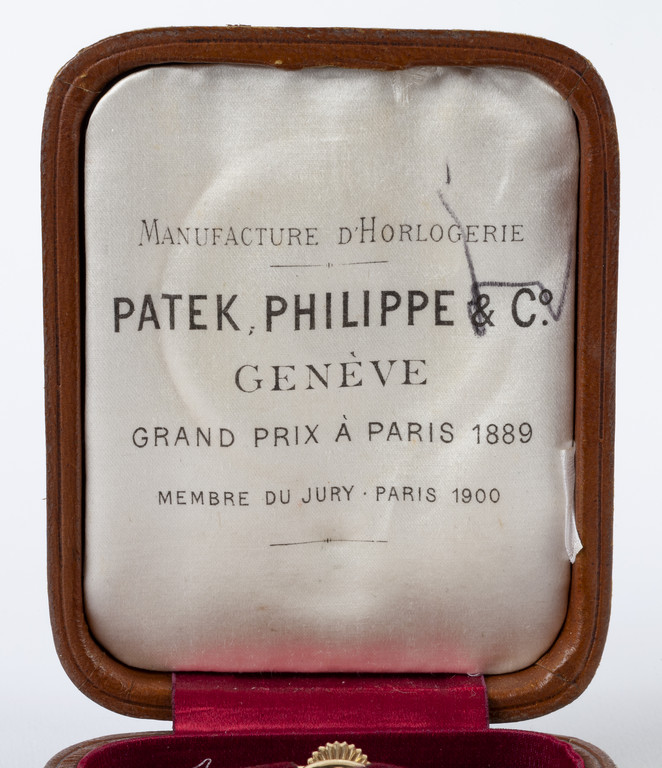 MANUFACTURE D'HORLOGERIE
PATEK, PHILIPPE & Cº.
GENÈVE
GRAND PRIX À PARIS 1889
MEMBRE DU JURY · PARIS 1900